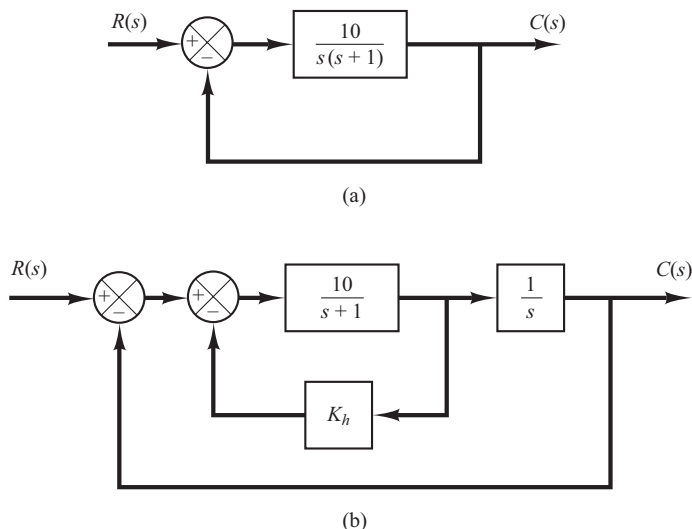 R(s)
+
−
10
s(s + 1)
C(s)
(a)
R(s)
+
−
+
−
10
s + 1
1
s
C(s)
K_h
(b)